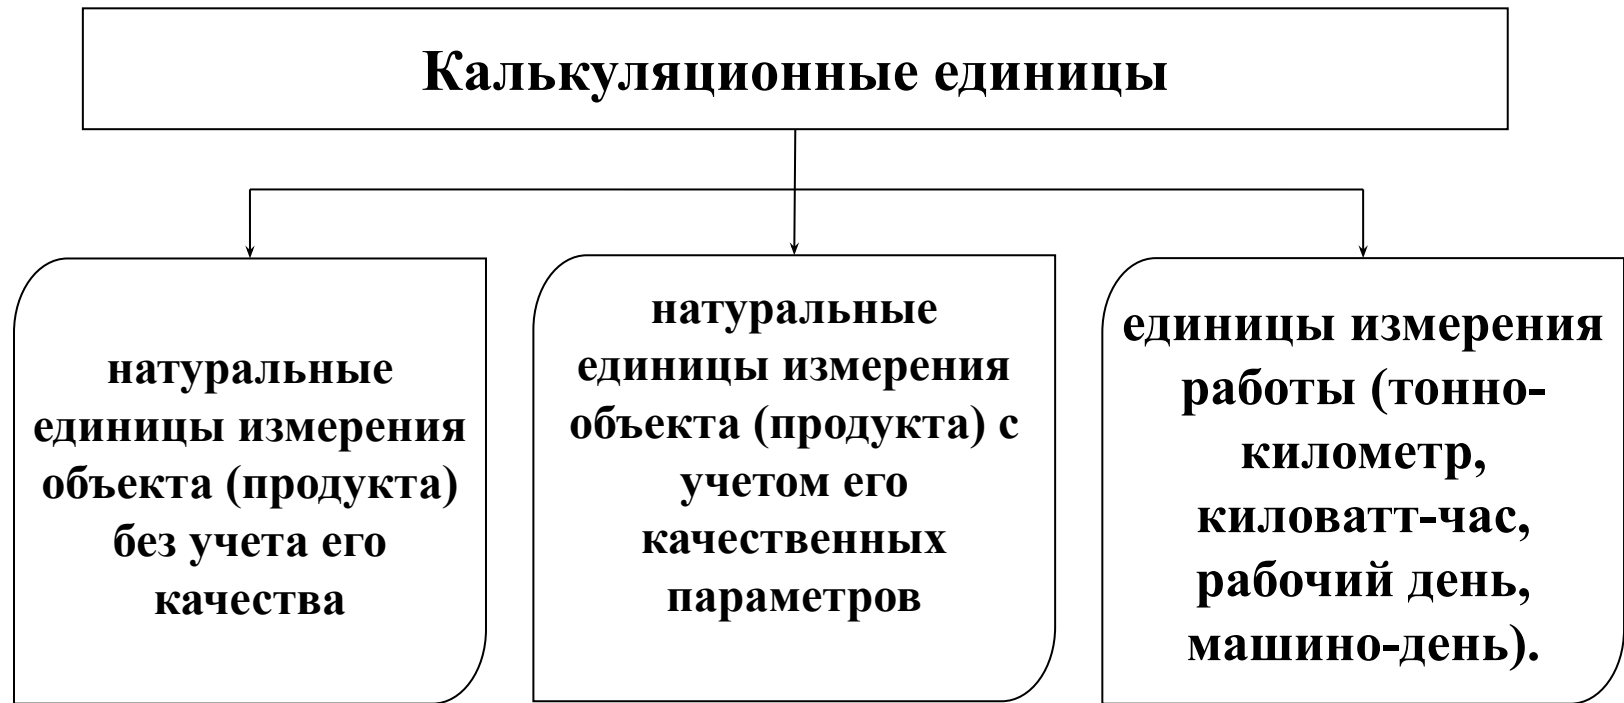 Калькуляционные единицы
натуральные
единицы измерения
объекта (продукта)
без учета его
качества
натуральные
единицы измерения
объекта (продукта) с
учетом его
качественных
параметров
единицы измерения
работы (тонно-
километр,
киловатт-час,
рабочий день,
машино-день).